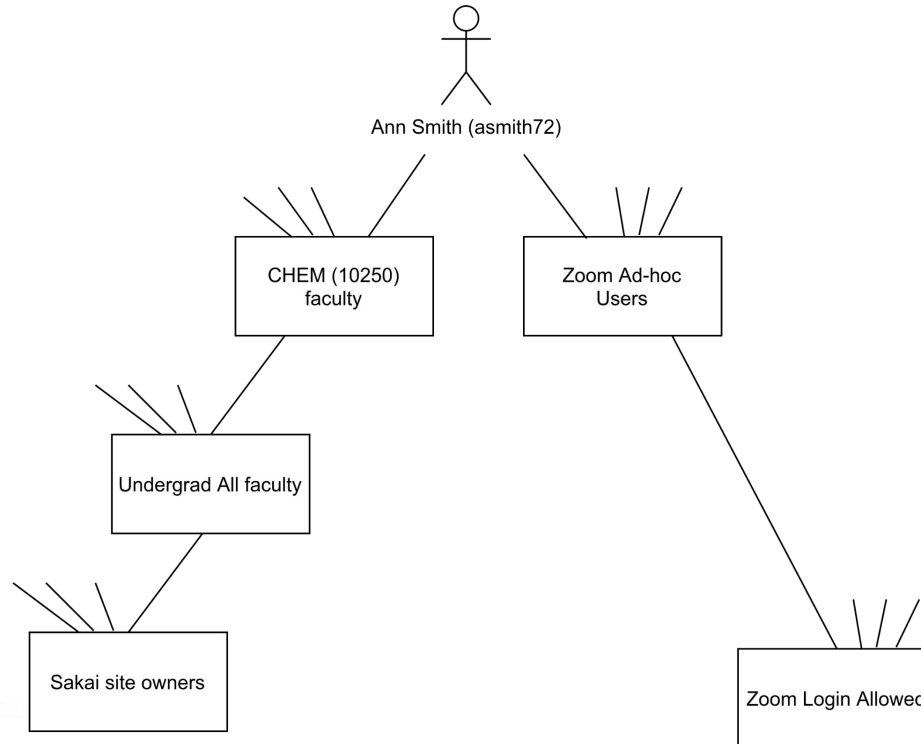 Ann Smith (asmith72)
CHEM (10250)
faculty
Zoom Ad-hoc
Users
Undergrad All faculty
Sakai site owners
Zoom Login Allowed